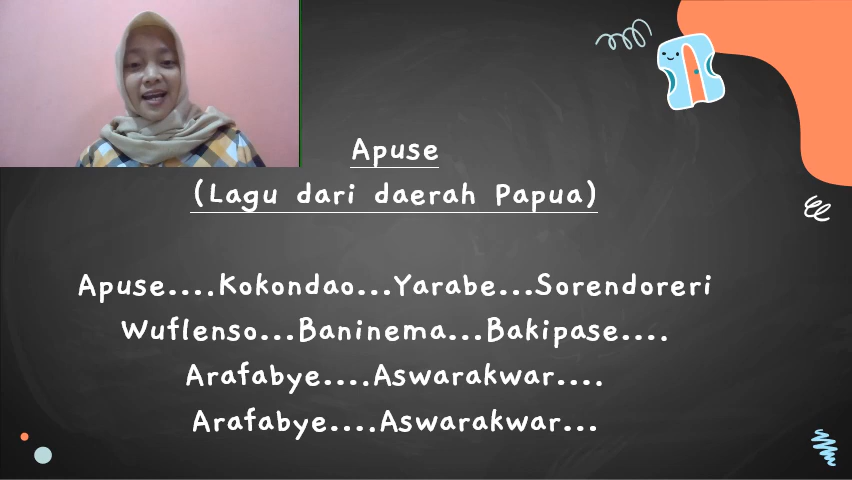 Apuse
(Lagu dari daerah Papua)
Apuse....Kokondao...Yarabe...Sorendoreri
Wuflenso...Baninema...Bakipase....
Arafabye....Aswarakwar....
Arafabye....Aswarakwar...